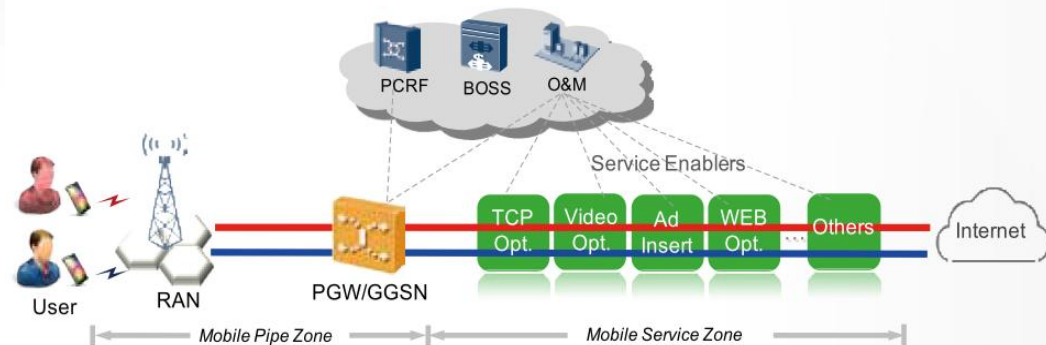 PCRF
BOSS
O&M
Service Enablers
TCP
Opt.
Video
Opt.
Ad
Insert
WEB
Opt.
....
Others
Internet
User
RAN
PGW/GGSN
Mobile Pipe Zone
Mobile Service Zone